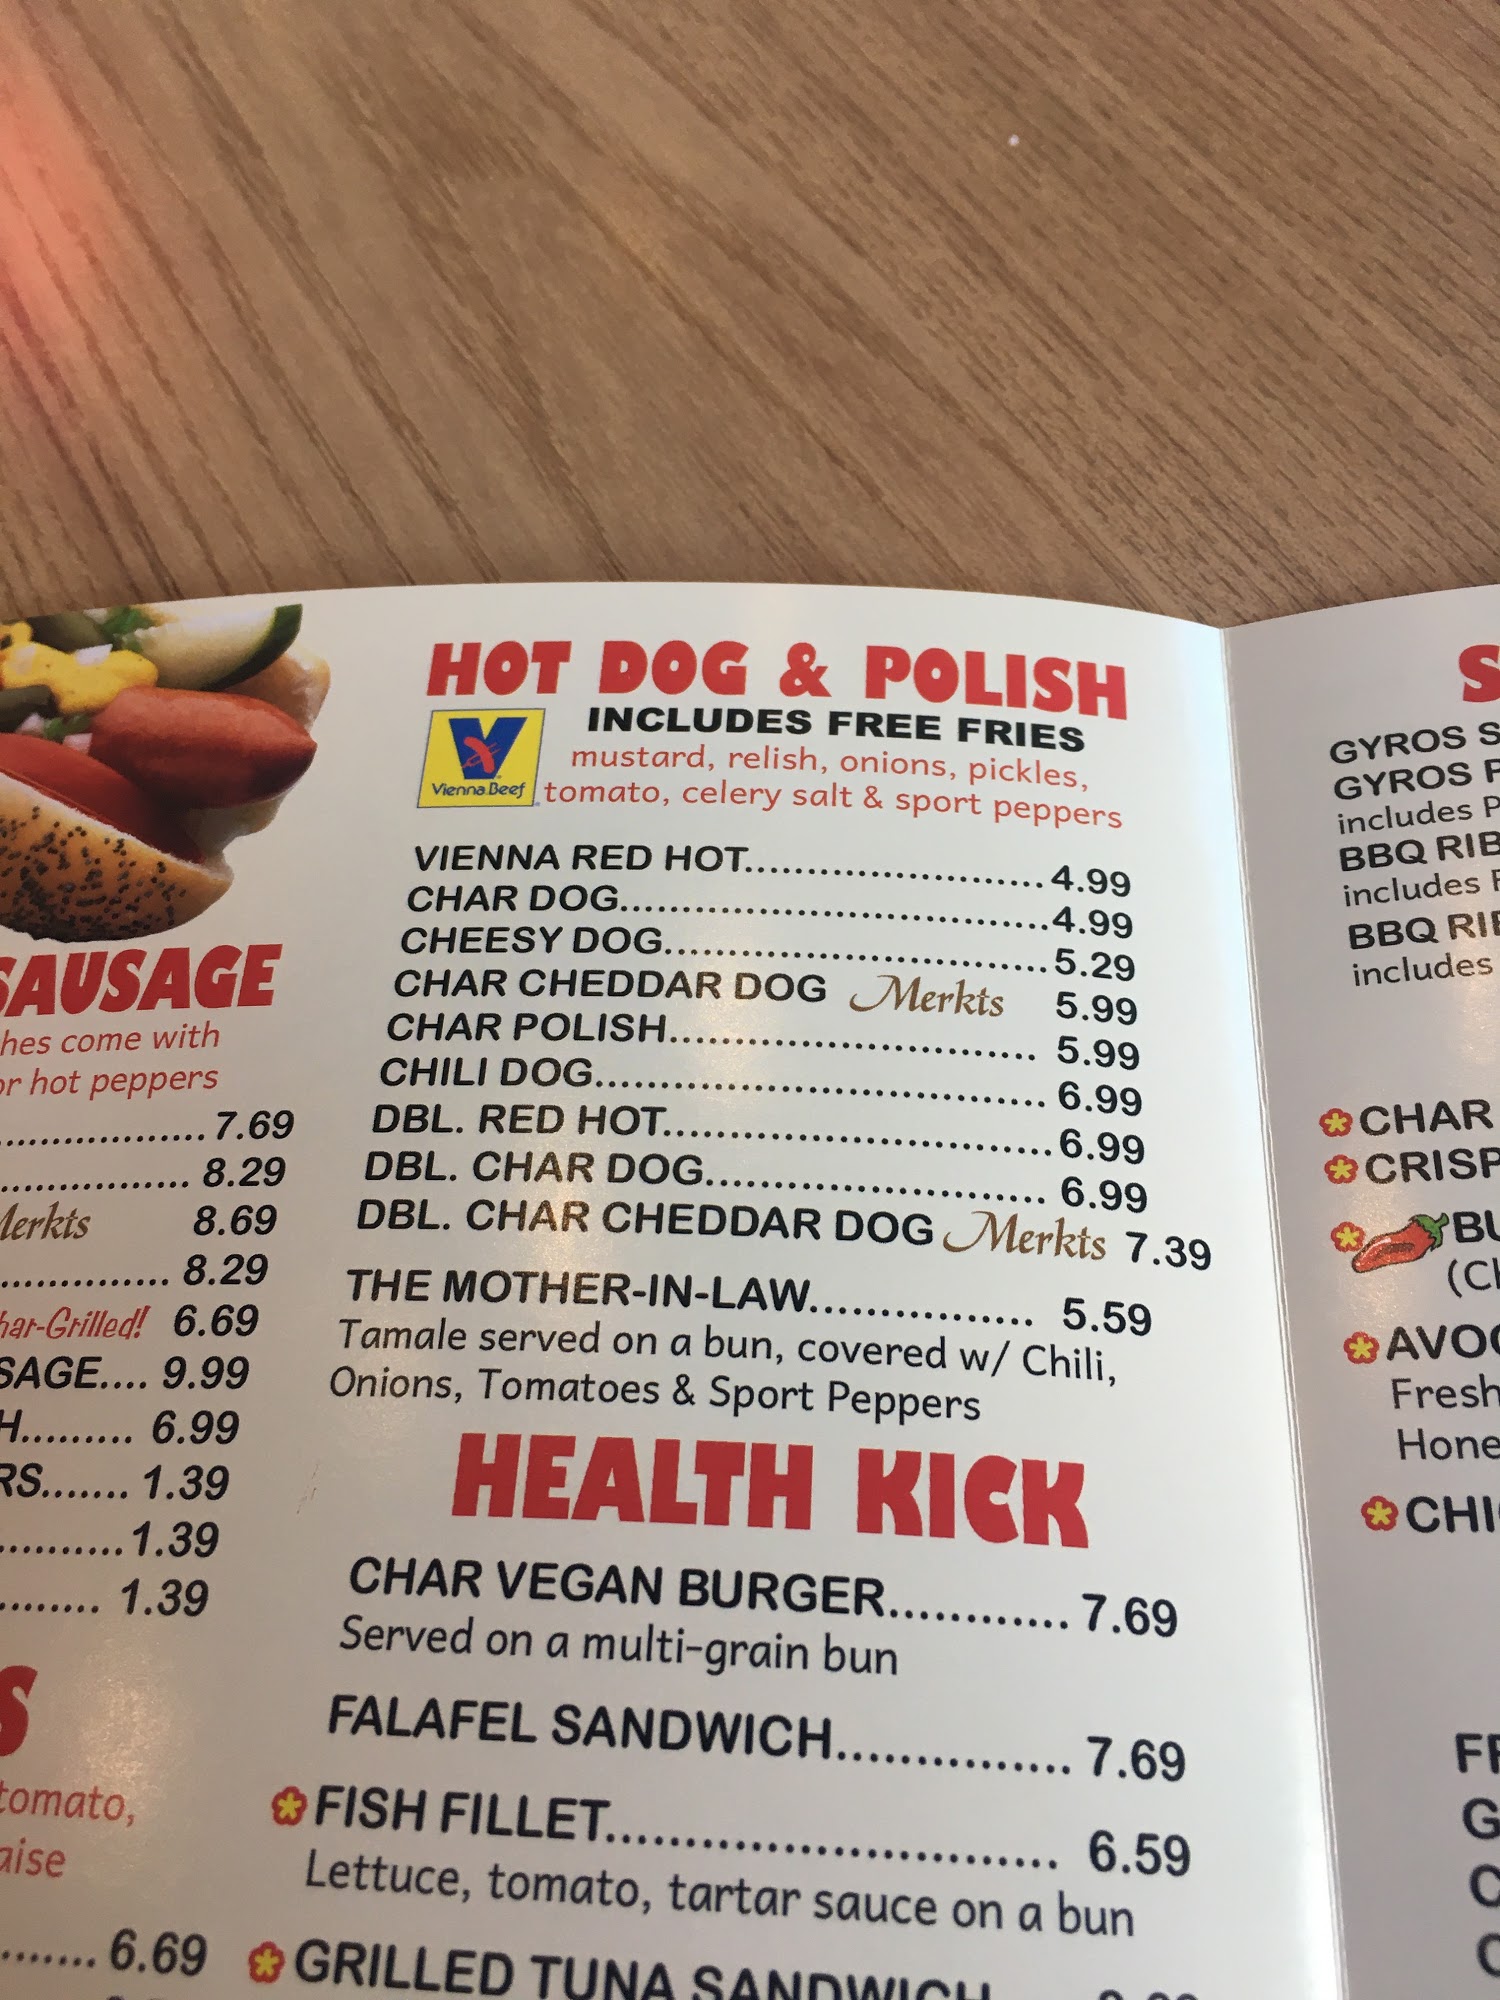 HOT DOG & POLISH
INCLUDES FREE FRIES
Vienna Beef
mustard, relish, onions, pickles,
tomato, celery salt & sport peppers
VIENNA RED HOT........................4.99
CHAR DOG...................................4.99
CHEESY DOG...............................5.29
CHAR CHEDDAR DOG Merkts 5.99
CHAR POLISH.............................. 5.99
CHILI DOG.................................... 6.99
DBL. RED HOT...............................6.99
DBL. CHAR DOG........................... 6.99
DBL. CHAR CHEDDAR DOG Merkts 7.39
THE MOTHER-IN-LAW................. 5.59
Tamale served on a bun, covered w/ Chili,
Onions, Tomatoes & Sport Peppers
HEALTH KICK
CHAR VEGAN BURGER............ 7.69
Served on a multi-grain bun
FALAFEL SANDWICH............... 7.69
FISH FILLET............................ 6.59
Lettuce, tomato, tartar sauce on a bun
GRILLED TUNA SANDWICH
SAUSAGE
come with
or hot peppers
..................7.69
................. 8.29
Merkts 8.69
............... 8.29
6.69
.... 9.99
......... 6.99
....... 1.39
...........1.39
........ 1.39
tomato,
....... 6.69
GYROS
GYROS
includes
BBQ RIB
includes
BBQ
includes
CHAR
AVO
Fresh